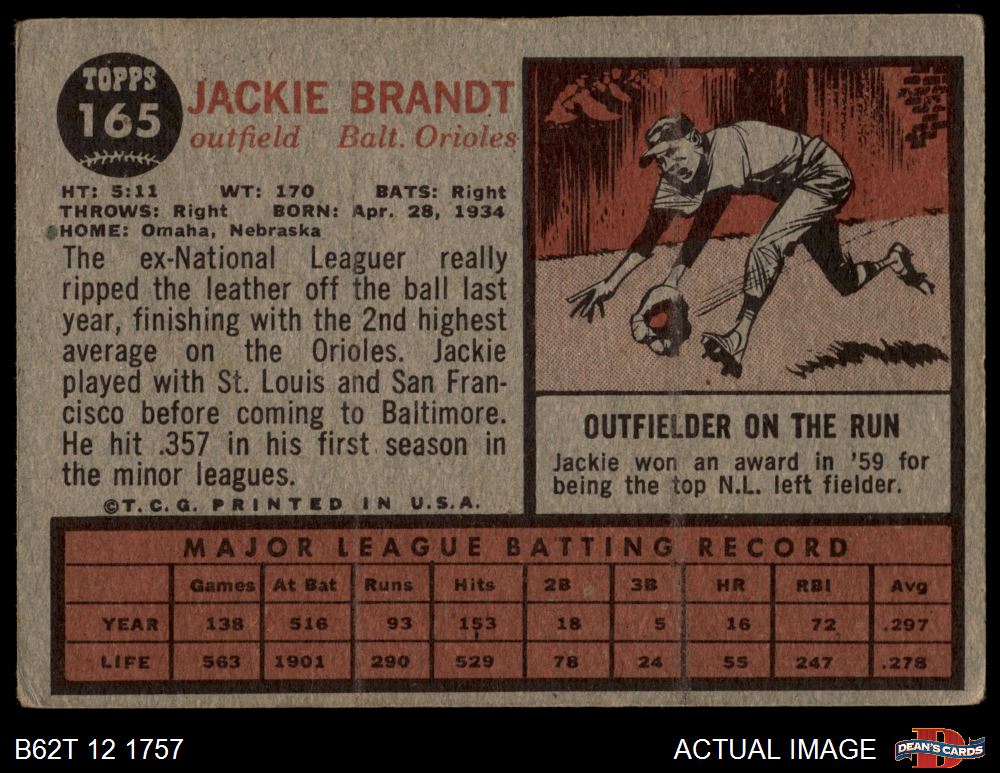 TOPPS
165
JACKIE BRANDT
outfield Balt. Orioles
HT: 5:11 WT: 170 BATS: Right
THROWS: Right BORN: Apr. 28, 1934
HOME: Omaha, Nebraska
The ex-National Leaguer really
ripped the leather off the ball last
year, finishing with the 2nd highest
average on the Orioles. Jackie
played with St. Louis and San Fran-
cisco before coming to Baltimore.
He hit .357 in his first season in
the minor leagues.
©T.C.G. PRINTED IN U.S.A.
OUTFIELDER ON THE RUN
Jackie won an award in '59 for
being the top N.L. left fielder.
MAJOR LEAGUE BATTING RECORD
Games At Bat Runs Hits 2B 3B HR RBI Avg
YEAR 138 516 93 153 18 5 16 72 .297
LIFE 563 1901 290 529 78 24 55 247 .278
B62T 12 1757
ACTUAL IMAGE
D
DEAN'S CARDS